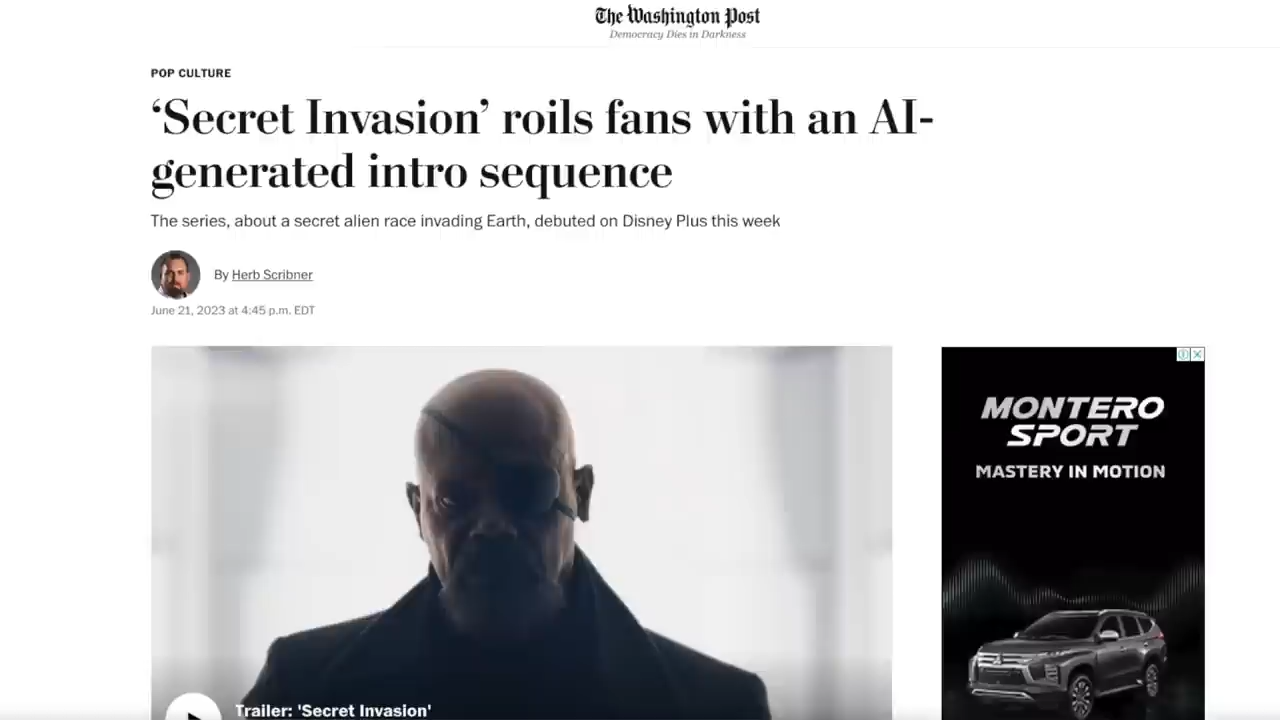 The Washington Post
Democracy Dies in Darkness
POP CULTURE
‘Secret Invasion’ roils fans with an AI-
generated intro sequence
The series, about a secret alien race invading Earth, debuted on Disney Plus this week
By Herb Scribner
June 21, 2023 at 4:45 p.m. EDT
MONTERO
SPORT
MASTERY IN MOTION
Trailer: 'Secret Invasion'